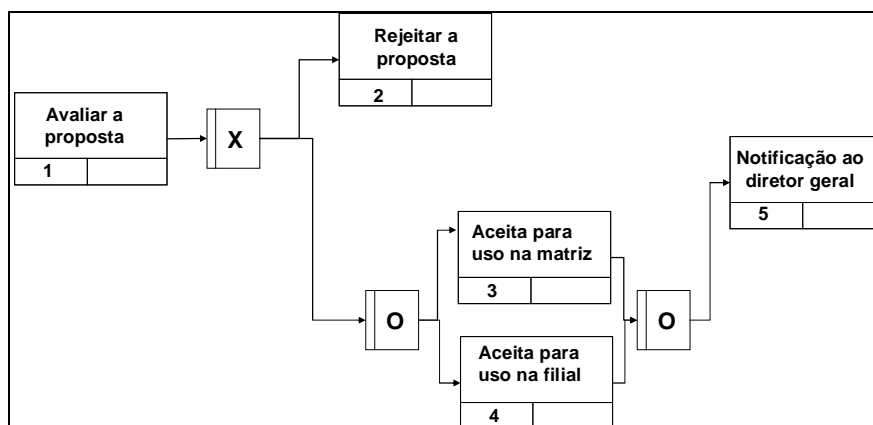 Rejeitar a
proposta
2
Avaliar a
proposta
1
X
Notificação ao
diretor geral
5
Aceita para
uso na matriz
3
O
O
Aceita para
uso na filial
4